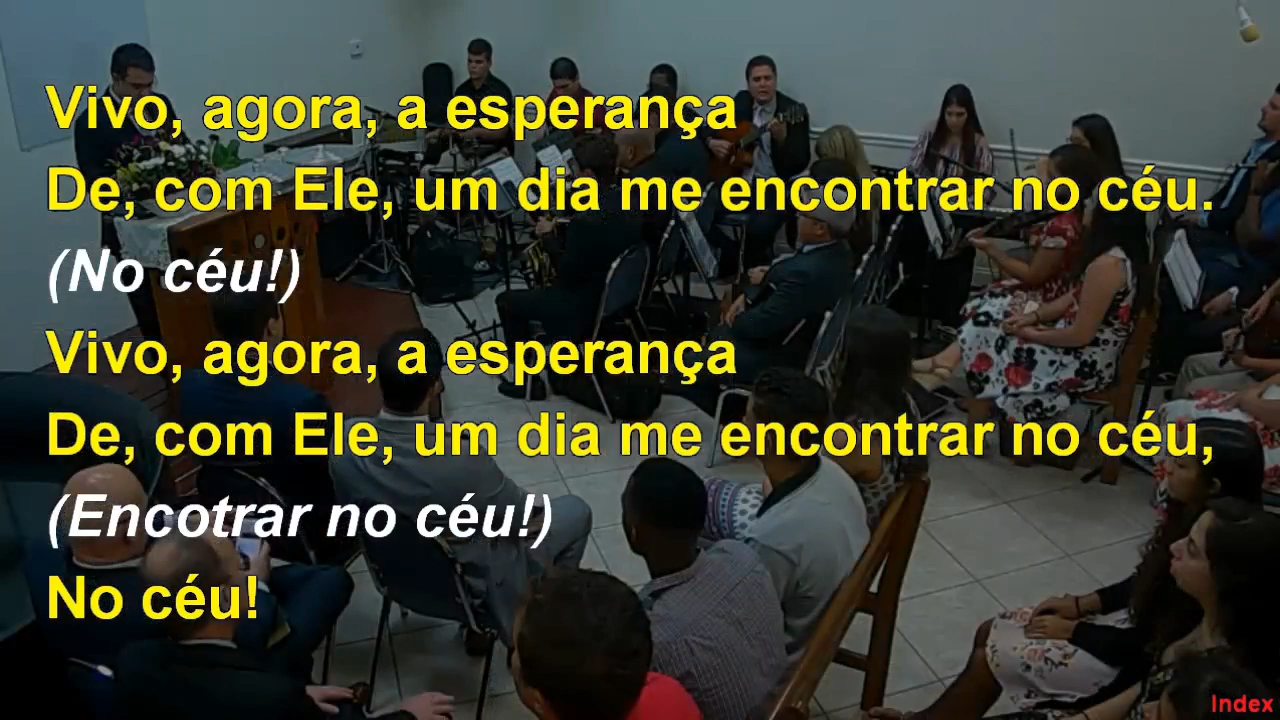 Vivo, agora, a esperança
De, com Ele, um dia me encontrar no céu.
(No céu!)
Vivo, agora, a esperança
De, com Ele, um dia me encontrar no céu,
(Encotrar no céu!)
No céu!
Index